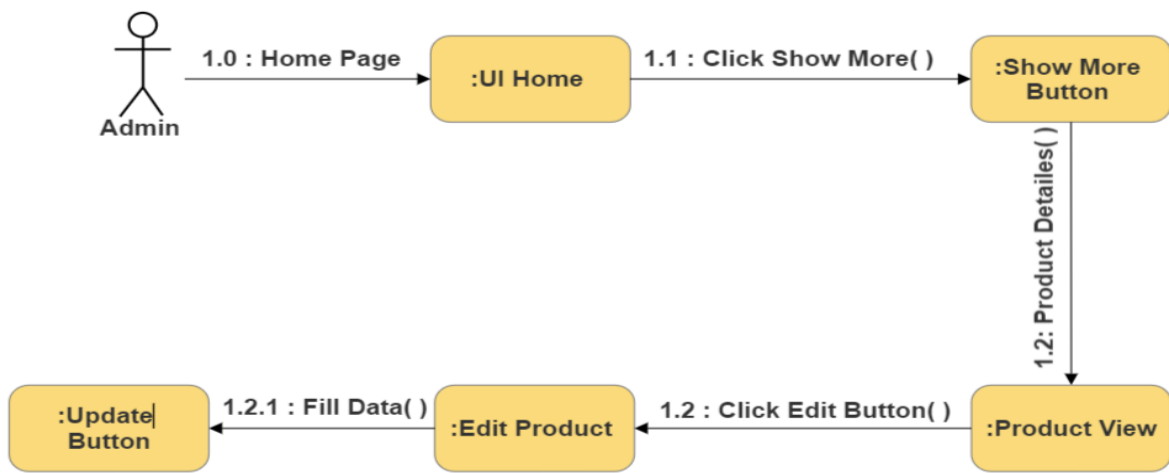 1.0 : Home Page
:UI Home
1.1 : Click Show More( )
:Show More
Button
Admin
1.2: Product Detailes( )
:Update
Button
1.2.1 : Fill Data( )
:Edit Product
1.2 : Click Edit Button( )
:Product View